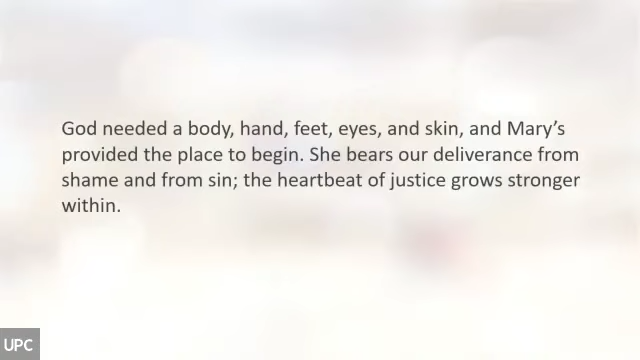 God needed a body, hand, feet, eyes, and skin, and Mary’s
provided the place to begin. She bears our deliverance from
shame and from sin; the heartbeat of justice grows stronger
within.
UPC